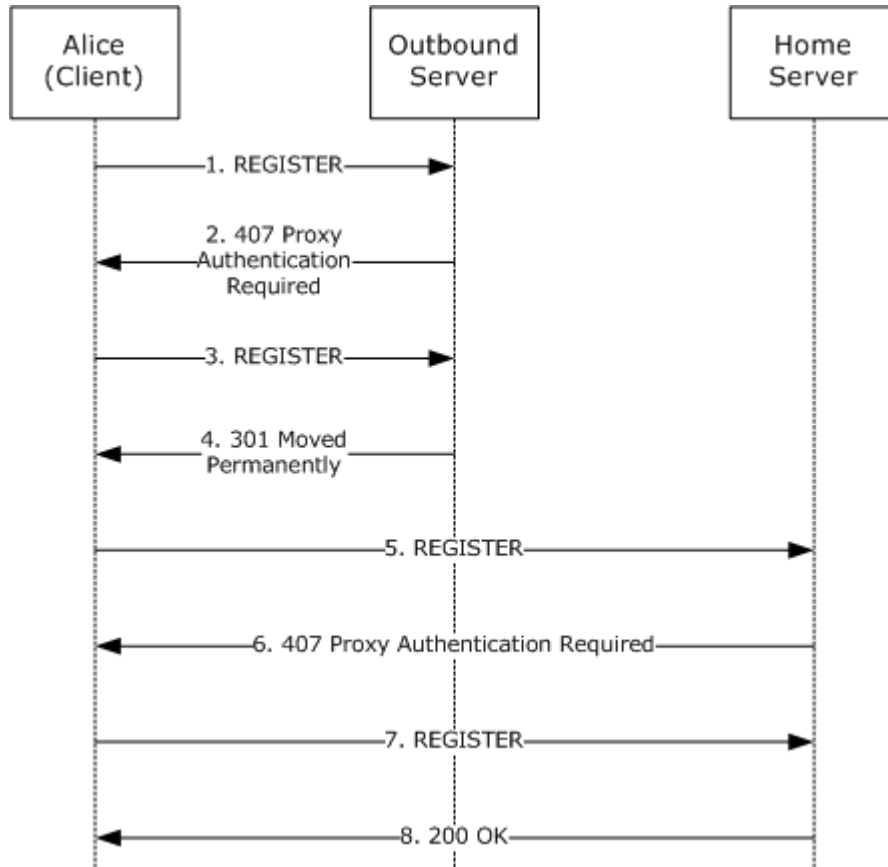 Alice
(Client)
Outbound
Server
Home
Server
1. REGISTER
2. 407 Proxy
Authentication
Required
3. REGISTER
4. 301 Moved
Permanently
5. REGISTER
6. 407 Proxy Authentication Required
7. REGISTER
8. 200 OK